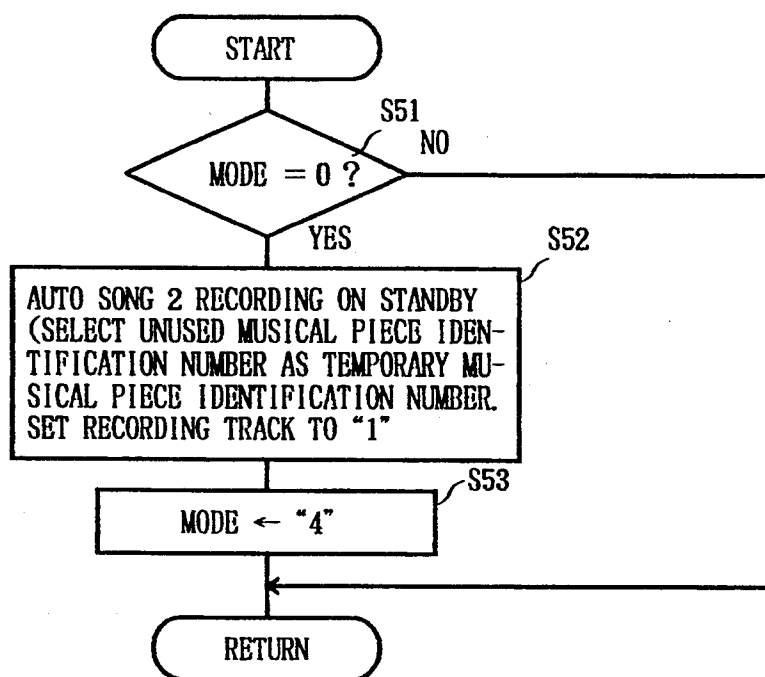 START
S51
MODE = 0 ?
NO
YES
S52
AUTO SONG 2 RECORDING ON STANDBY
(SELECT UNUSED MUSICAL PIECE IDEN-
TIFICATION NUMBER AS TEMPORARY MU-
SICAL PIECE IDENTIFICATION NUMBER.
SET RECORDING TRACK TO “1”
S53
MODE ← “4”
RETURN